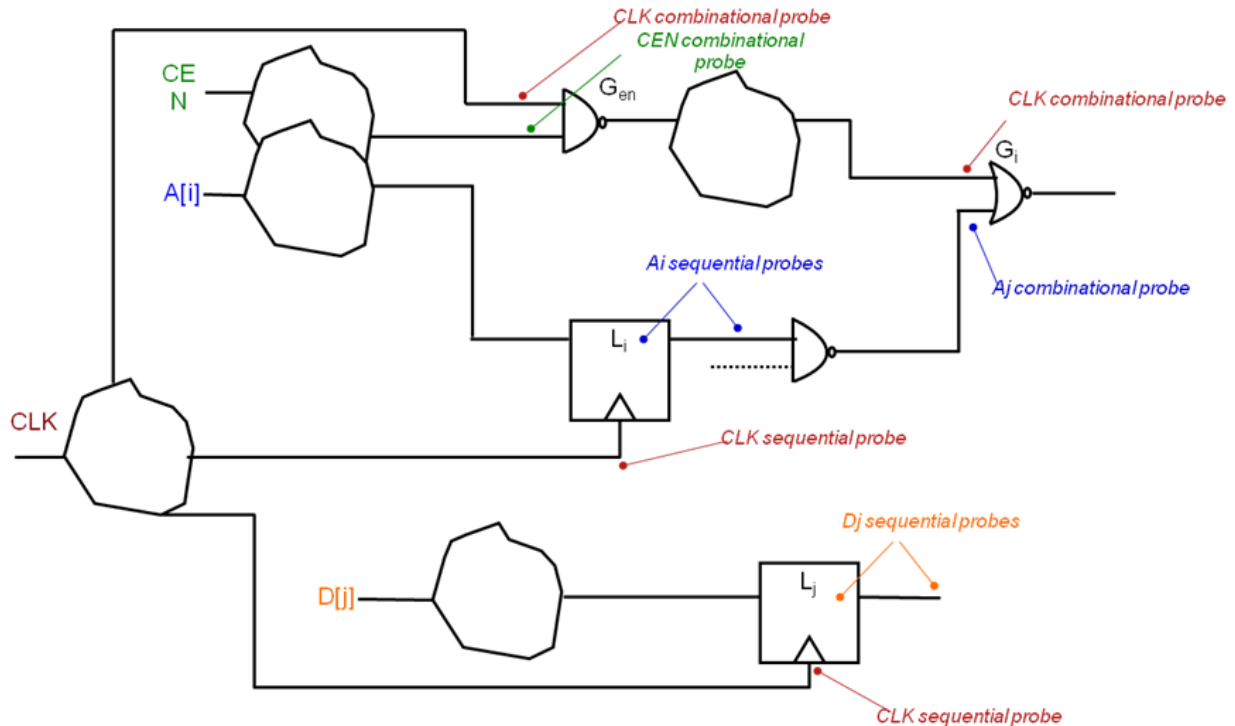 CLK combinational probe
CEN combinational
probe
CE
N
Gen
CLK combinational probe
Gi
A[i]
Ai sequential probes
Aj combinational probe
Li
CLK
CLK sequential probe
Dj sequential probes
Lj
D[j]
CLK sequential probe